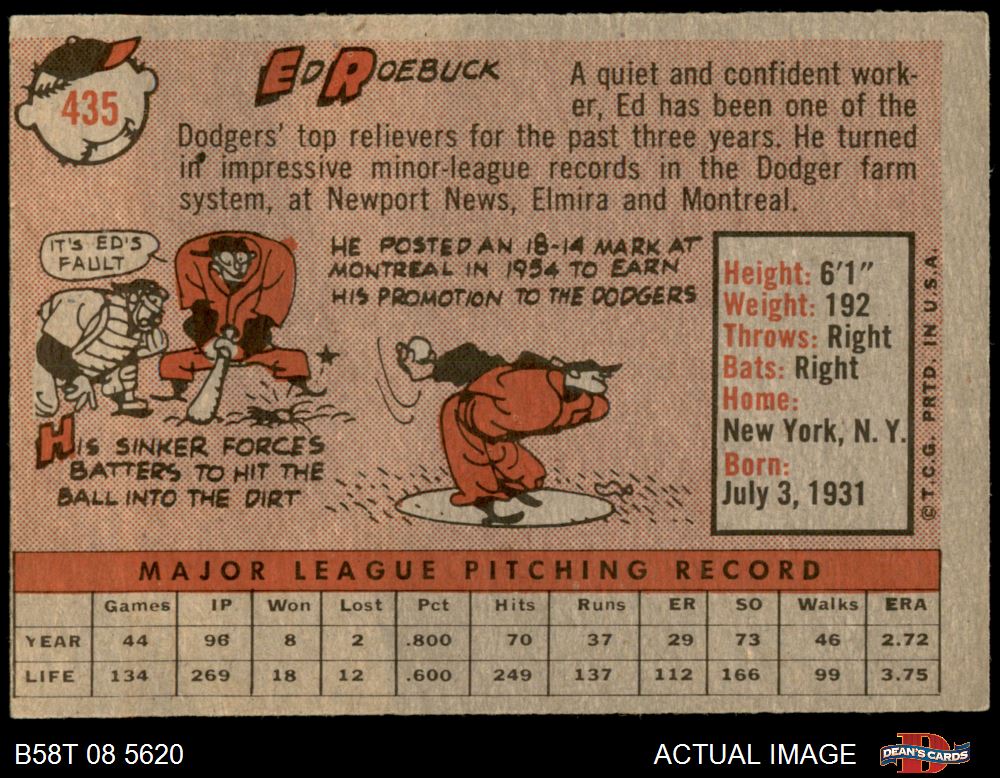 435
ED ROEBUCK
A quiet and confident work-
er, Ed has been one of the
Dodgers' top relievers for the past three years. He turned
in impressive minor-league records in the Dodger farm
system, at Newport News, Elmira and Montreal.
IT'S ED'S
FAULT
HE POSTED AN 18-14 MARK AT
MONTREAL IN 1954 TO EARN
HIS PROMOTION TO THE DODGERS
HIS SINKER FORCES
BATTERS TO HIT THE
BALL INTO THE DIRT
Height: 6'1"
Weight: 192
Throws: Right
Bats: Right
Home:
New York, N. Y.
Born:
July 3, 1931
©T.C.G. PRTD. IN U.S.A.
MAJOR LEAGUE PITCHING RECORD
Games IP Won Lost Pct Hits Runs ER SO Walks ERA
YEAR 44 96 8 2 .800 70 37 29 73 46 2.72
LIFE 134 269 18 12 .600 249 137 112 166 99 3.75
B58T 08 5620
ACTUAL IMAGE
DEAN'S CARDS